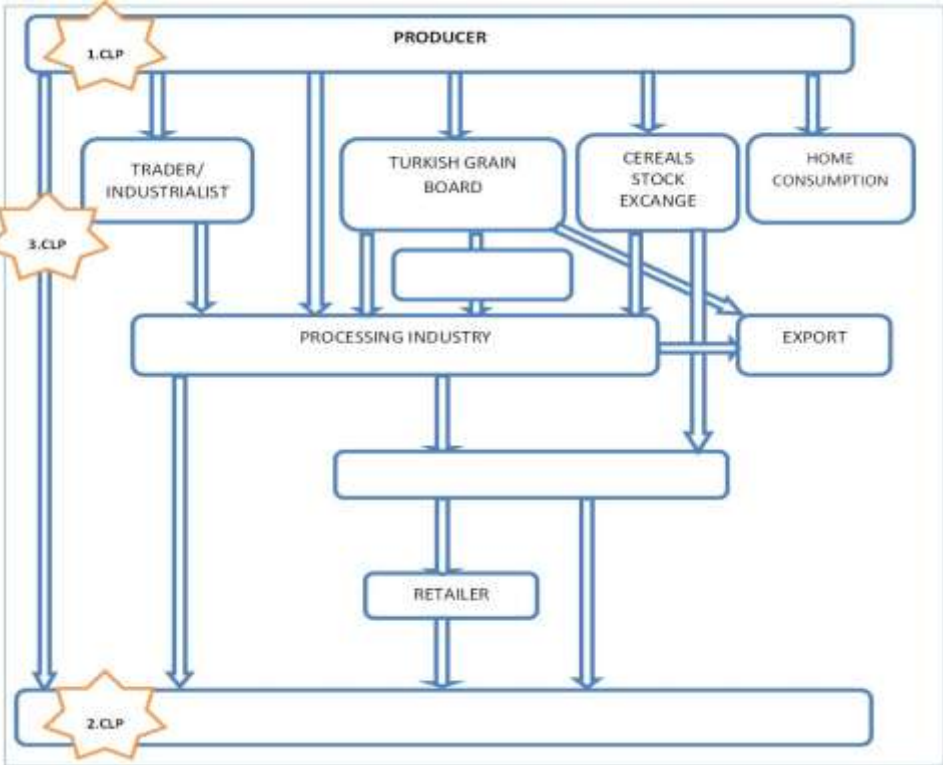 PRODUCER
1.CLP
TRADER/
INDUSTRIALIST
TURKISH GRAIN
BOARD
CEREALS
STOCK
EXCANGE
HOME
CONSUMPTION
3.CLP
PROCESSING INDUSTRY
EXPORT
RETAILER
2.CLP